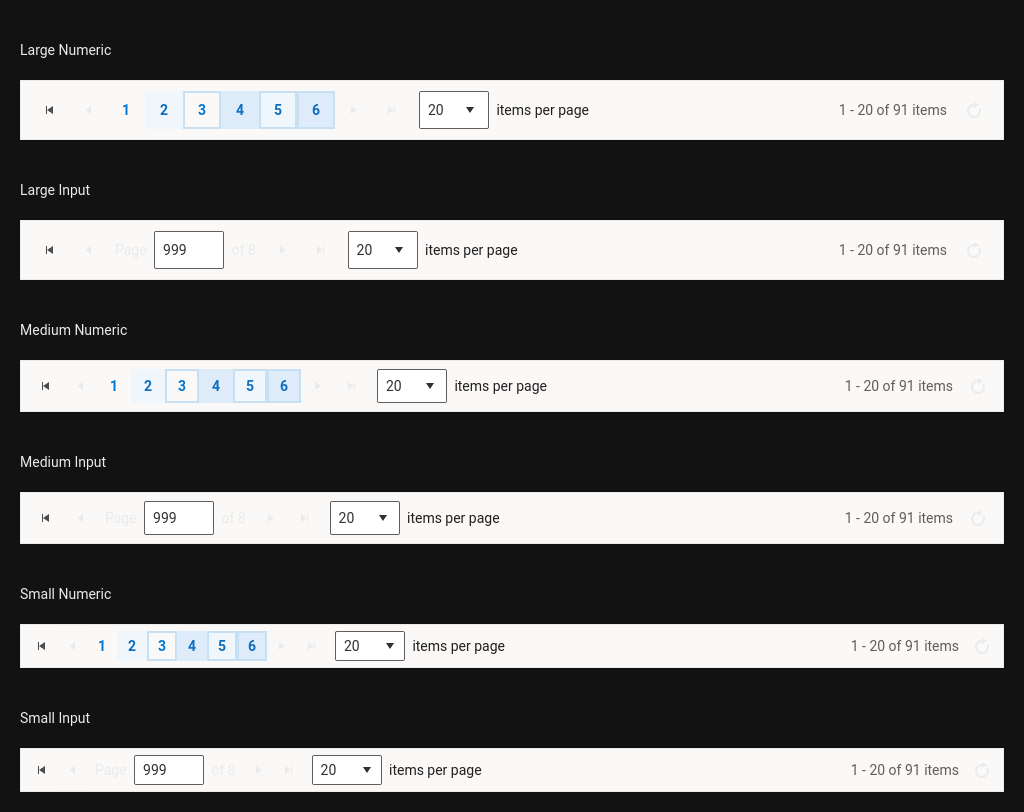 Large Numeric
1 2 3 4 5 6 20 items per page 1 - 20 of 91 items
Large Input
Page 999 of 8 20 items per page 1 - 20 of 91 items
Medium Numeric
1 2 3 4 5 6 20 items per page 1 - 20 of 91 items
Medium Input
Page 999 of 8 20 items per page 1 - 20 of 91 items
Small Numeric
1 2 3 4 5 6 20 items per page 1 - 20 of 91 items
Small Input
Page 999 of 8 20 items per page 1 - 20 of 91 items